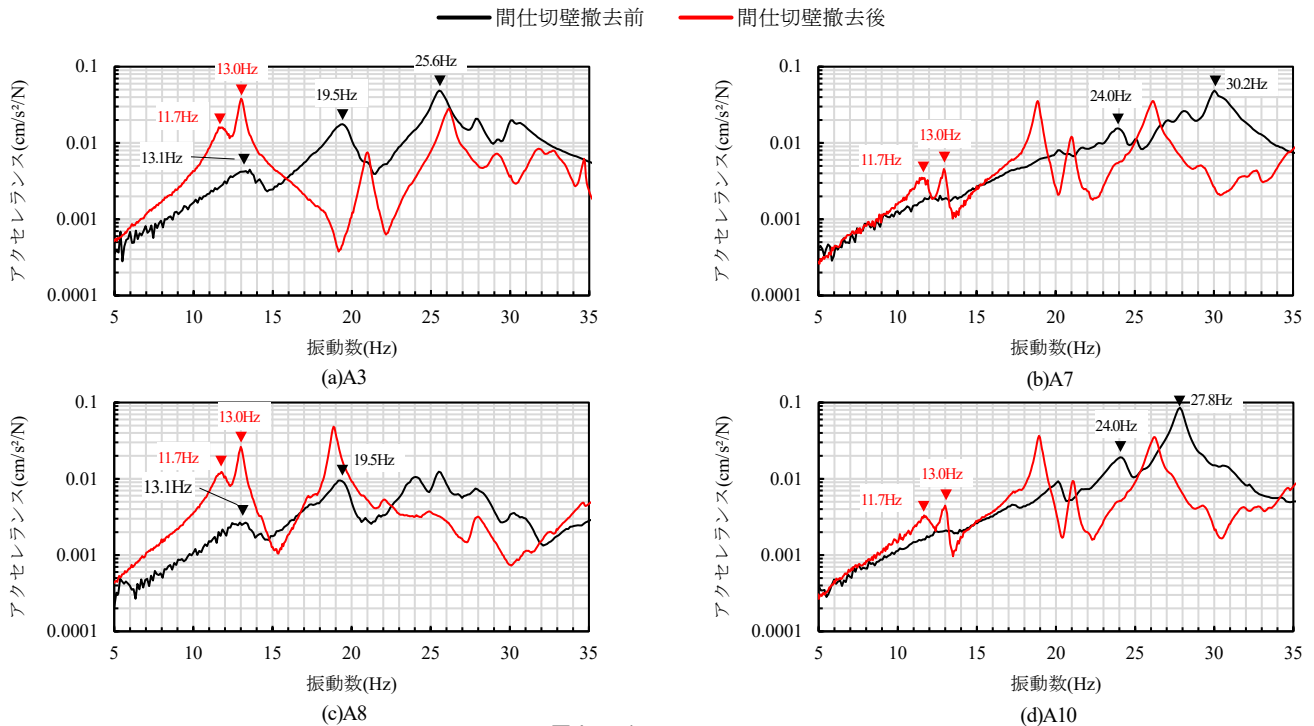 間仕切壁撤去前 間仕切壁撤去後
アクセレランス(cm/s²/N)
0.1
0.01
0.001
0.0001
13.0Hz
11.7Hz
13.1Hz
19.5Hz
25.6Hz
5 10 15 20 25 30 35
振動数(Hz)
(a)A3
アクセレランス(cm/s²/N)
0.1
0.01
0.001
0.0001
11.7Hz
13.0Hz
24.0Hz
30.2Hz
5 10 15 20 25 30 35
振動数(Hz)
(b)A7
アクセレランス(cm/s²/N)
0.1
0.01
0.001
0.0001
13.0Hz
11.7Hz
13.1Hz
19.5Hz
5 10 15 20 25 30 35
振動数(Hz)
(c)A8
アクセレランス(cm/s²/N)
0.1
0.01
0.001
0.0001
11.7Hz
13.0Hz
24.0Hz
27.8Hz
5 10 15 20 25 30 35
振動数(Hz)
(d)A10